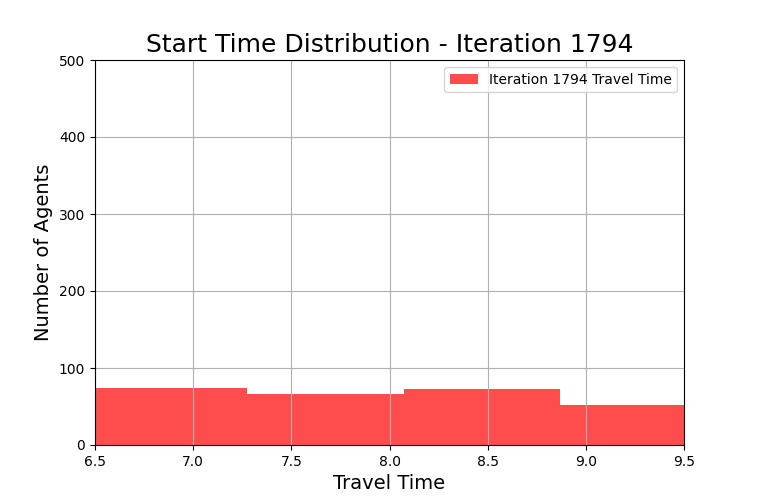 Start Time Distribution - Iteration 1794
Iteration 1794 Travel Time
Number of Agents
500
400
300
200
100
0
6.5 7.0 7.5 8.0 8.5 9.0 9.5
Travel Time